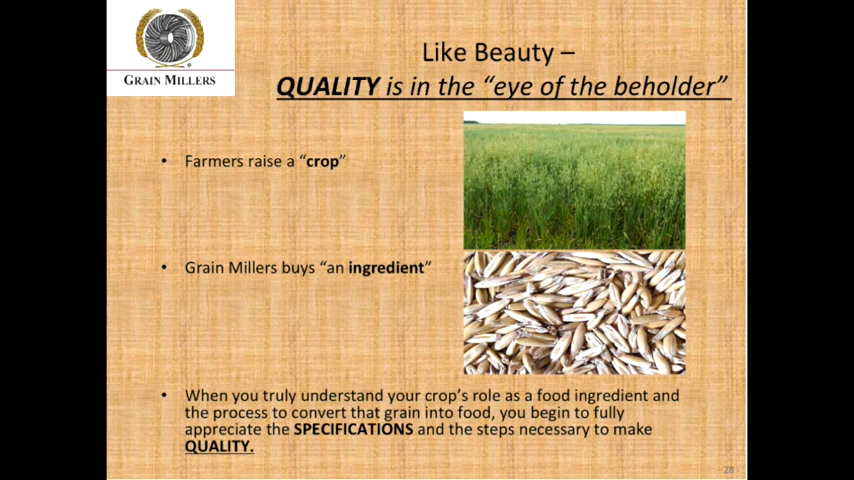 GRAIN MILLERS
Like Beauty –
QUALITY is in the “eye of the beholder”
• Farmers raise a “crop”
• Grain Millers buys “an ingredient”
• When you truly understand your crop’s role as a food ingredient and
the process to convert that grain into food, you begin to fully
appreciate the SPECIFICATIONS and the steps necessary to make
QUALITY.
28